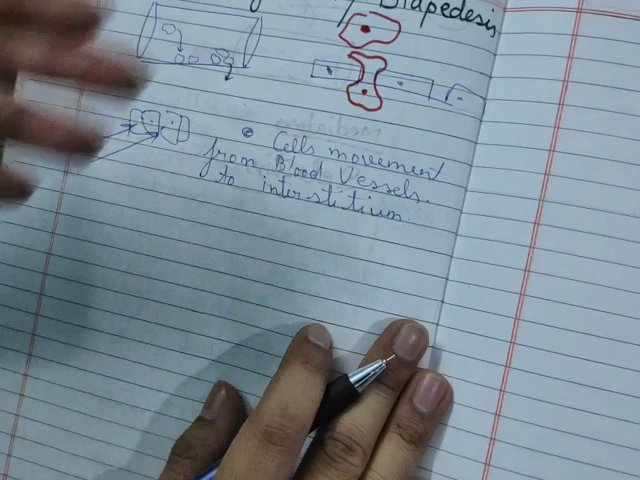 Diapedesis
Cells movement
from Blood Vessels
to interstitium.